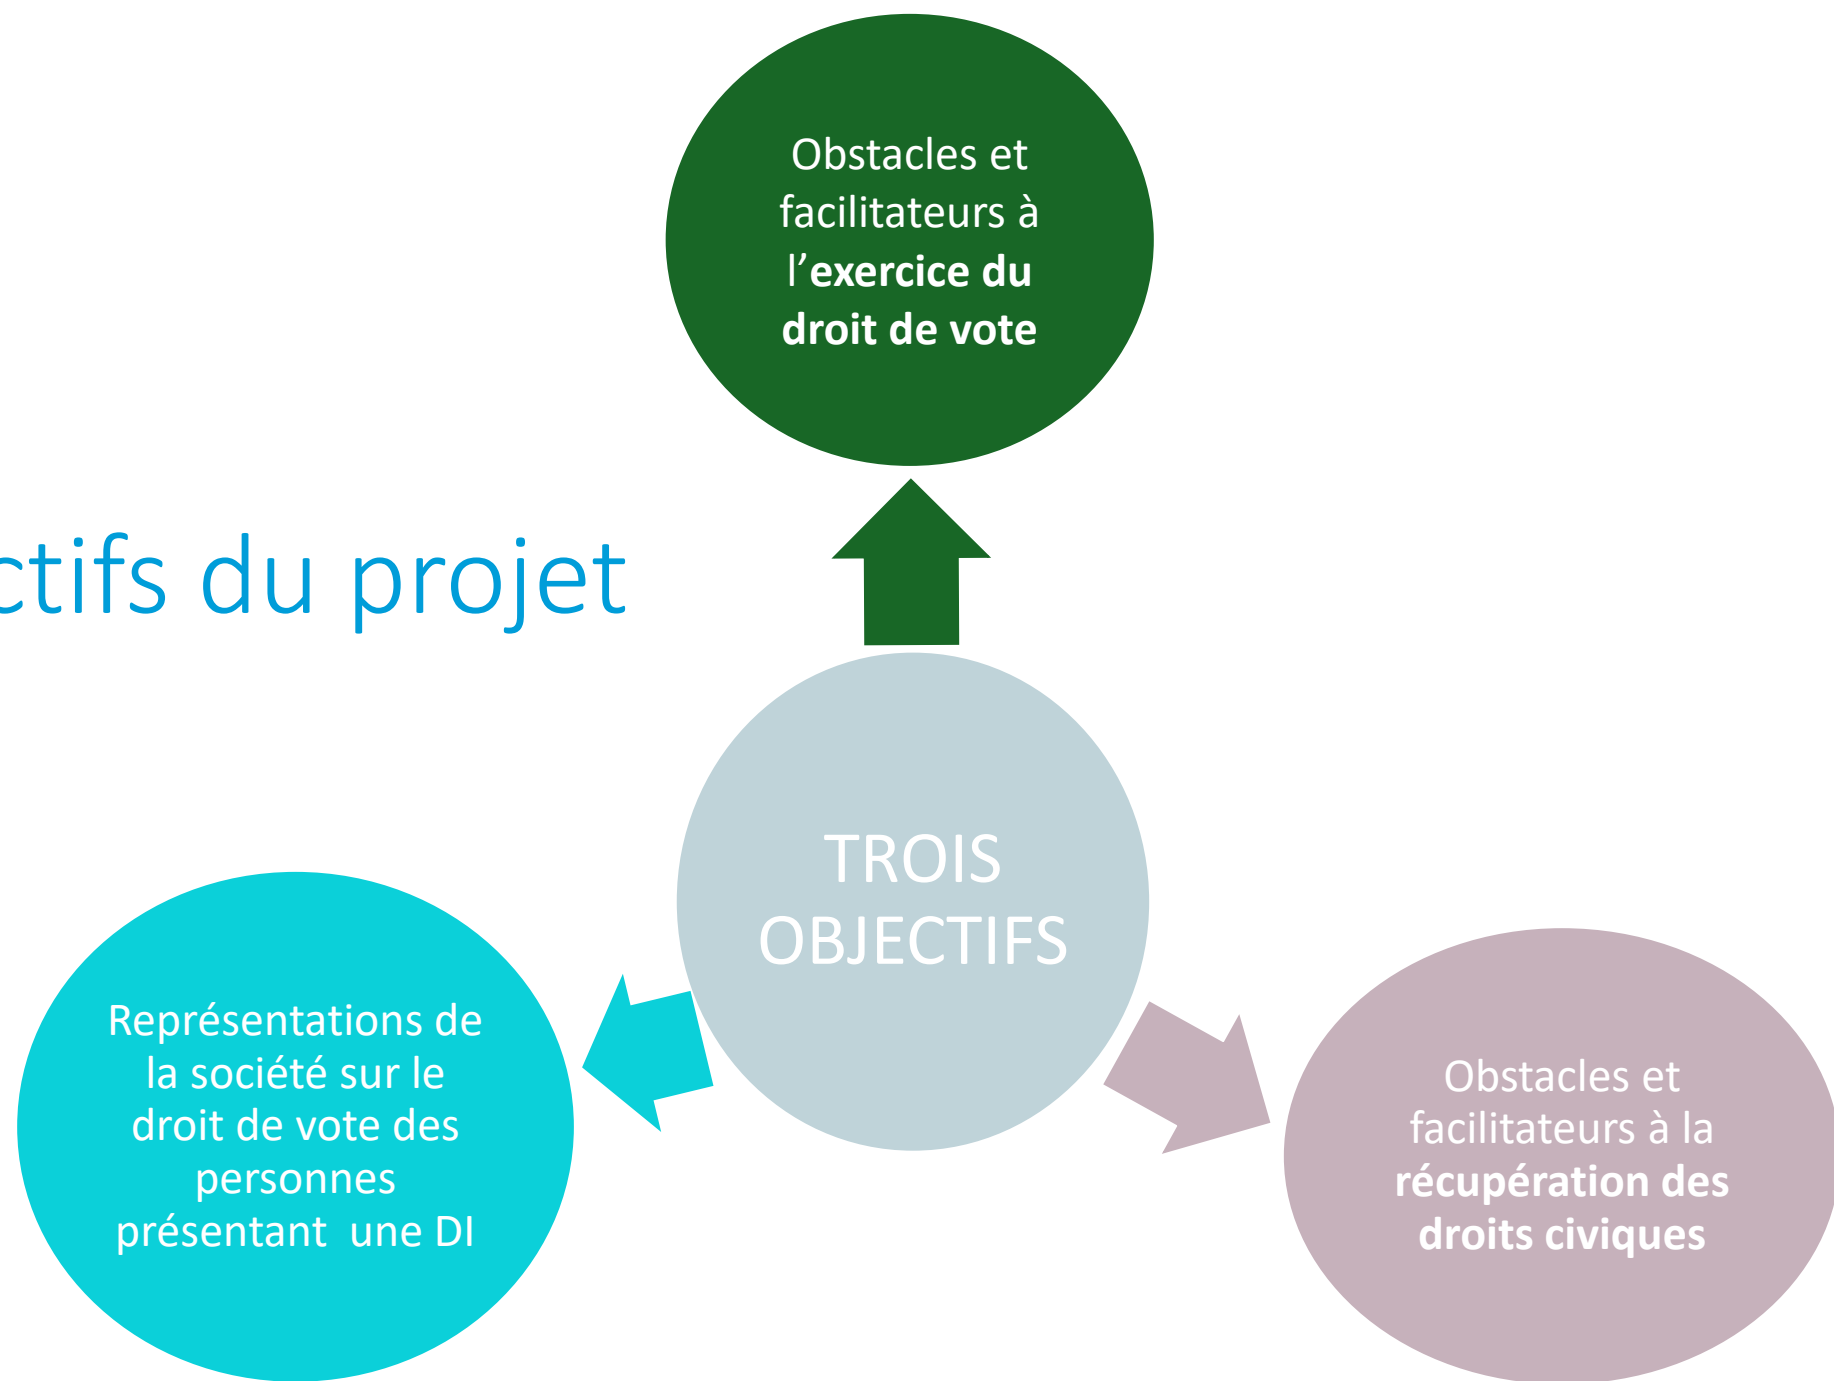 Obstacles et
facilitateurs à
l’exercice du
droit de vote
ctifs du projet
TROIS
OBJECTIFS
Représentations de
la société sur le
droit de vote des
personnes
présentant  une DI
Obstacles et
facilitateurs à la
récupération des
droits civiques